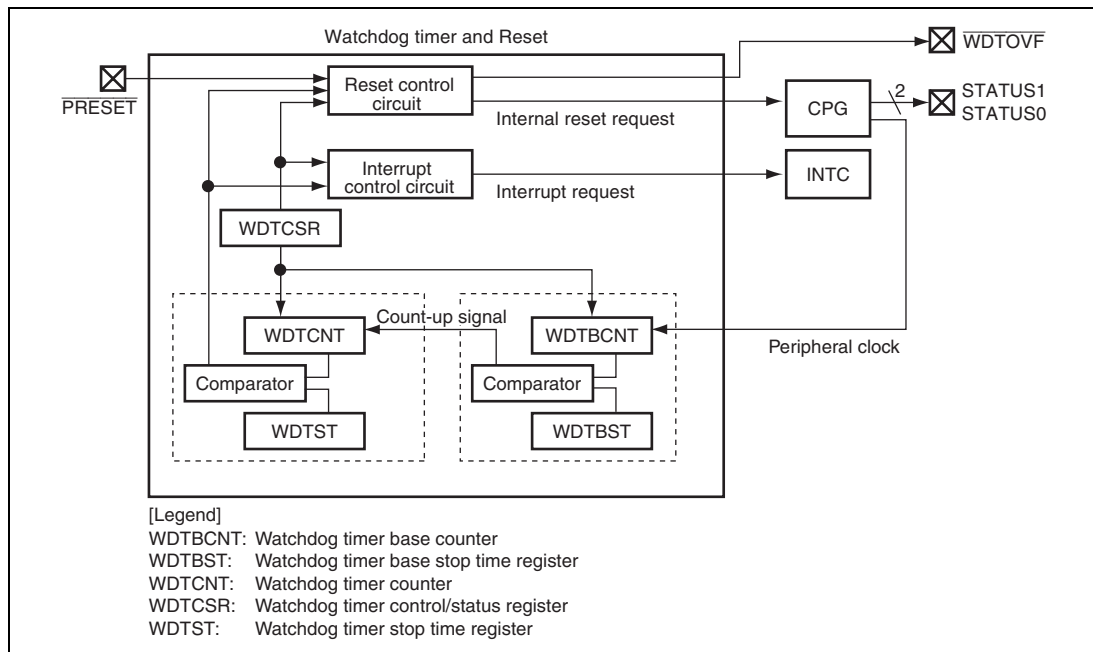 Watchdog timer and Reset
WDTOVF
PRESET
Reset control
circuit
2
STATUS1
STATUS0
CPG
Internal reset request
Interrupt
control circuit
INTC
Interrupt request
WDTCSR
Count-up signal
WDTCNT
WDTBCNT
Peripheral clock
Comparator
Comparator
WDTST
WDTBST
[Legend]
WDTBCNT: Watchdog timer base counter
WDTBST: Watchdog timer base stop time register
WDTCNT: Watchdog timer counter
WDTCSR: Watchdog timer control/status register
WDTST: Watchdog timer stop time register